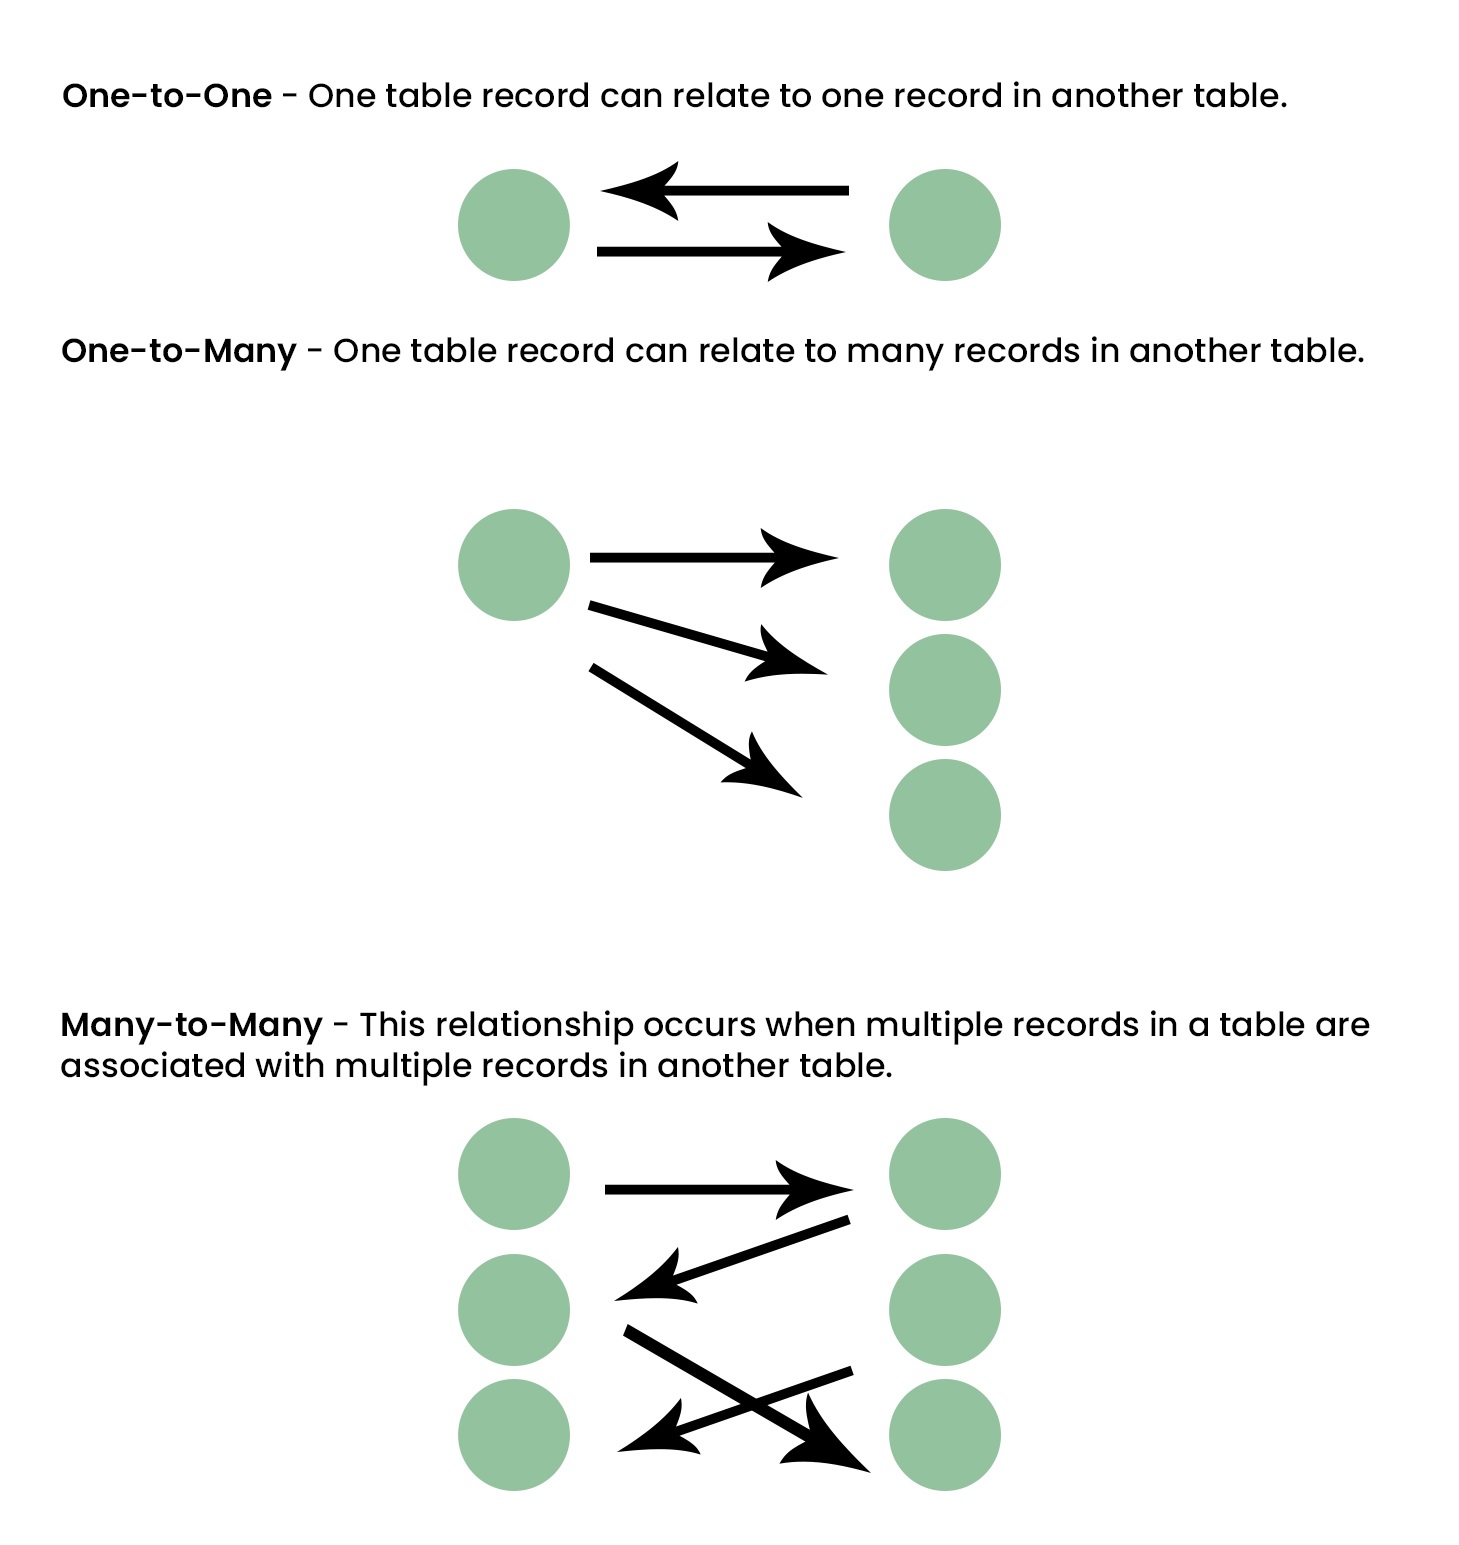 One-to-One - One table record can relate to one record in another table.
One-to-Many - One table record can relate to many records in another table.
Many-to-Many - This relationship occurs when multiple records in a table are
associated with multiple records in another table.